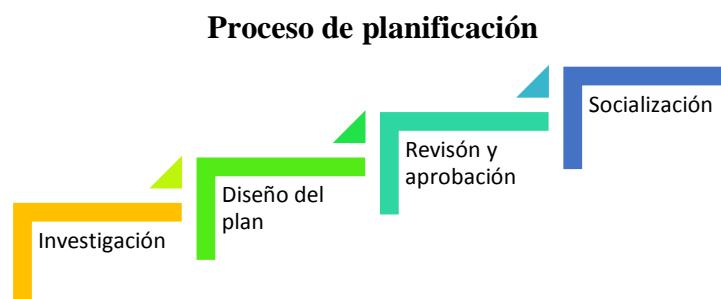 Proceso de planificación
Investigación
Diseño del
plan
Revisón y
aprobación
Socialización